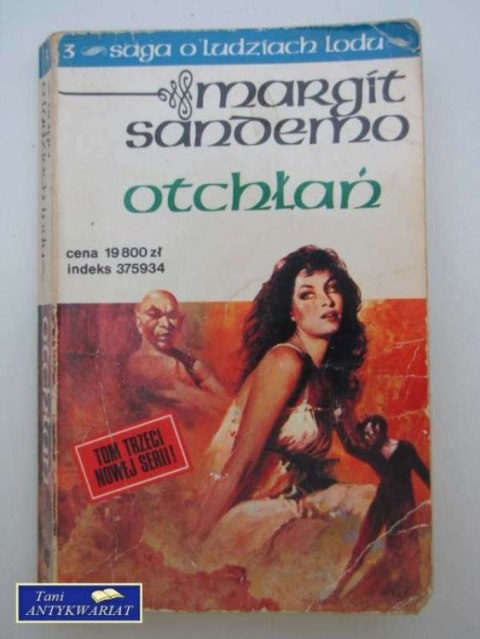 3 saga o ludziach lodu
margit
sandemo
otchłań
cena 19 800 zł
indeks 375934
TOM TRZECI
NOWEJ SERII!
otchłań
Tani
ANTYKWARIAT